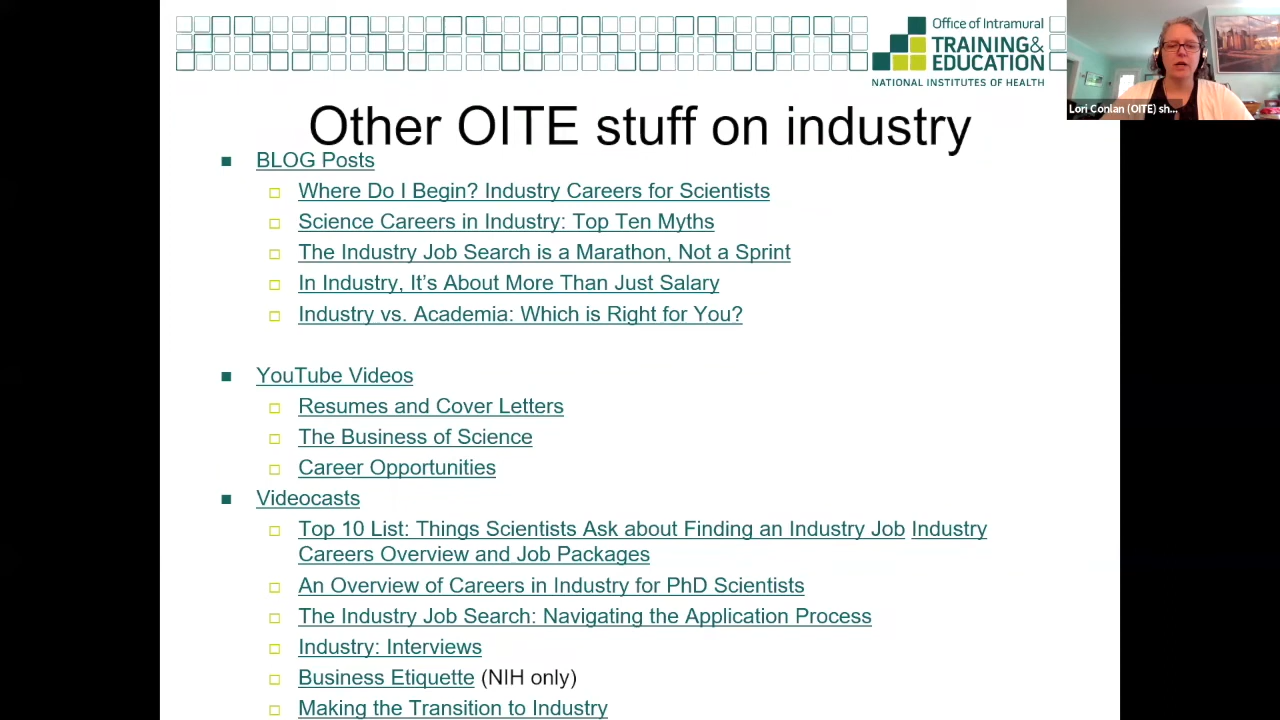 Office of Intramural
TRAINING&
EDUCATION
NATIONAL INSTITUTES OF HEALTH
Lori Conlan (OITE) sh...
Other OITE stuff on industry
BLOG Posts
Where Do I Begin? Industry Careers for Scientists
Science Careers in Industry: Top Ten Myths
The Industry Job Search is a Marathon, Not a Sprint
In Industry, It’s About More Than Just Salary
Industry vs. Academia: Which is Right for You?
YouTube Videos
Resumes and Cover Letters
The Business of Science
Career Opportunities
Videocasts
Top 10 List: Things Scientists Ask about Finding an Industry Job Industry
Careers Overview and Job Packages
An Overview of Careers in Industry for PhD Scientists
The Industry Job Search: Navigating the Application Process
Industry: Interviews
Business Etiquette (NIH only)
Making the Transition to Industry